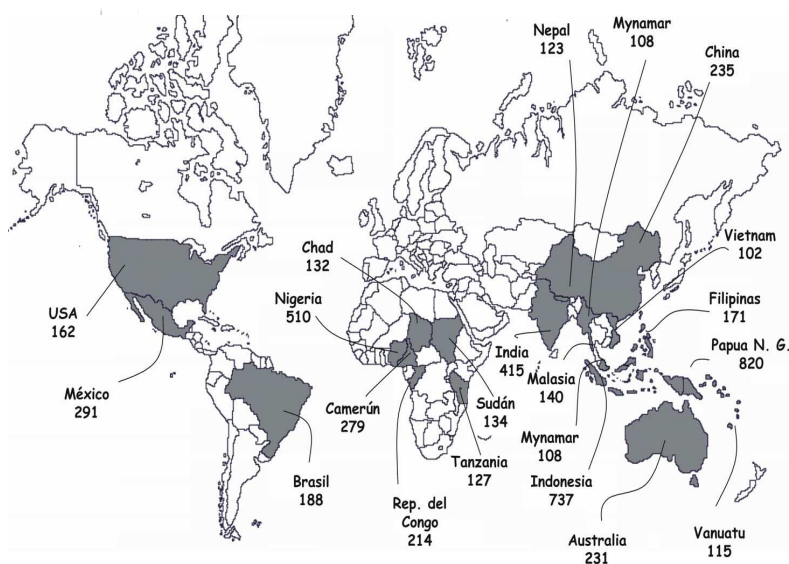 Nepal
123
Mynamar
108
China
235
Vietnam
102
Chad
132
Nigeria
510
Filipinas
171
USA
162
India
415
Papua N. G.
820
México
291
Malasia
140
Camerún
279
Sudán
134
Mynamar
108
Tanzania
127
Indonesia
737
Brasil
188
Rep. del
Congo
214
Australia
231
Vanuatu
115